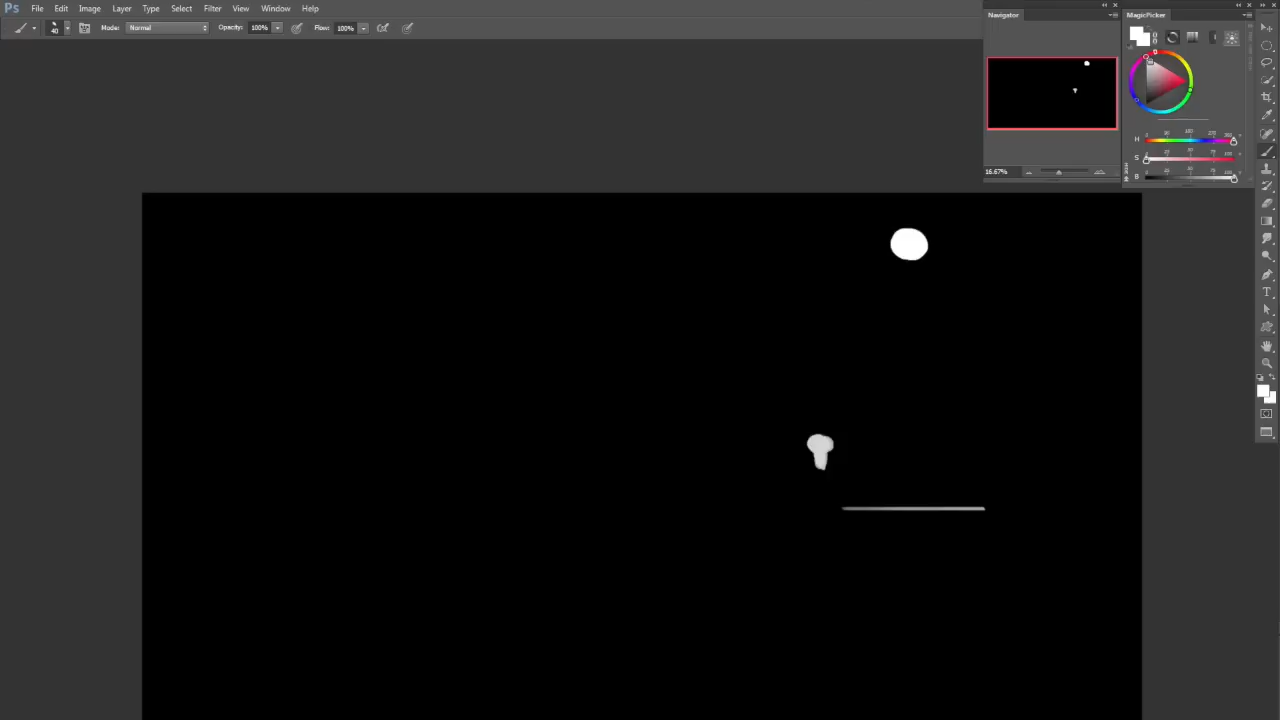 Ps File Edit Image Layer Type Select Filter View Window Help
40 Mode: Normal Opacity: 100% Flow: 100%
Navigator
16.67%
MagicPicker
H
S
B